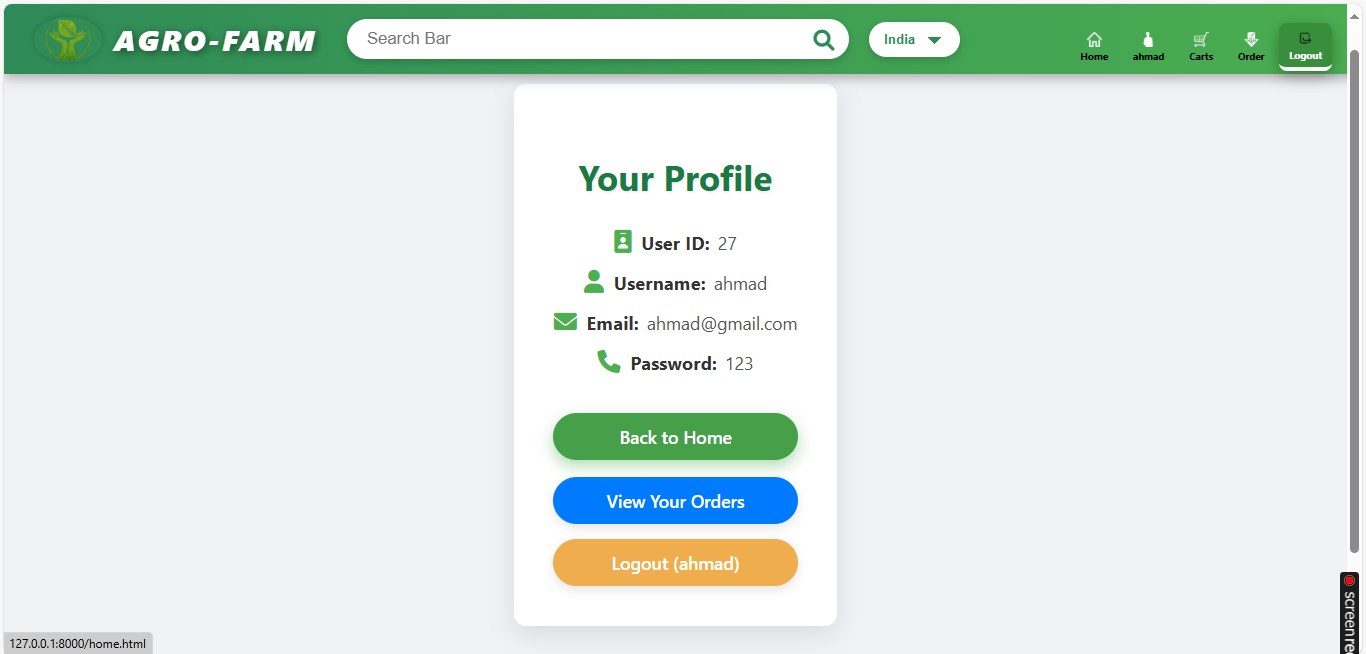 AGRO-FARM
Search Bar
India
Home
ahmad
Carts
Order
Logout
Your Profile
User ID: 27
Username: ahmad
Email: ahmad@gmail.com
Password: 123
Back to Home
View Your Orders
Logout (ahmad)
127.0.0.1:8000/home.html
screen re